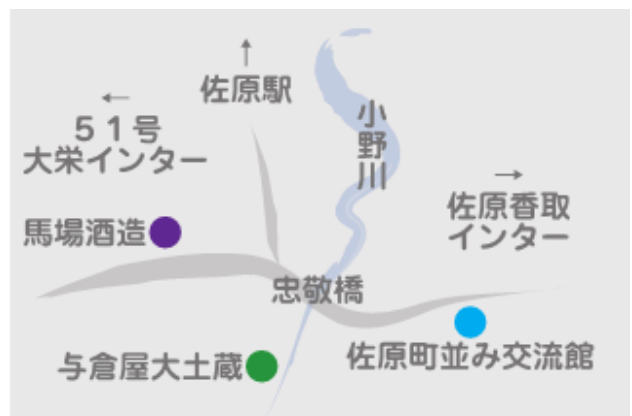 ↑
佐原駅
←
５１号
大栄インター
小野川
→
佐原香取
インター
馬場酒造
忠敬橋
与倉屋大土蔵
佐原町並み交流館